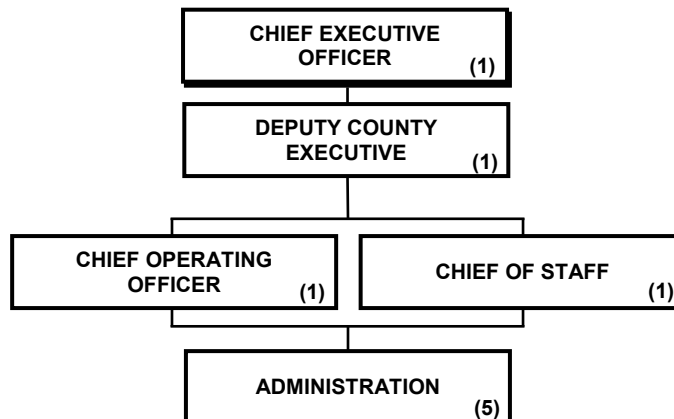 CHIEF EXECUTIVE
OFFICER
(1)
DEPUTY COUNTY
EXECUTIVE
(1)
CHIEF OPERATING
OFFICER
(1)
CHIEF OF STAFF
(1)
ADMINISTRATION
(5)